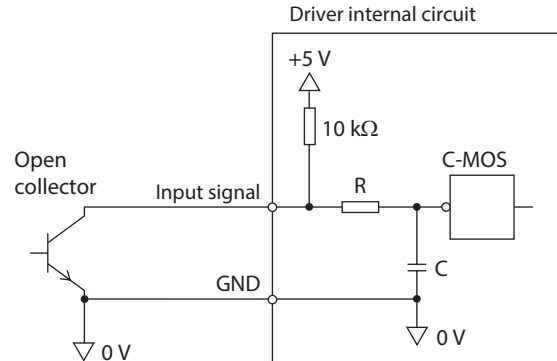 Driver internal circuit
+5 V
10 kΩ
Open
collector
C-MOS
Input signal
R
GND
C
0 V
0 V